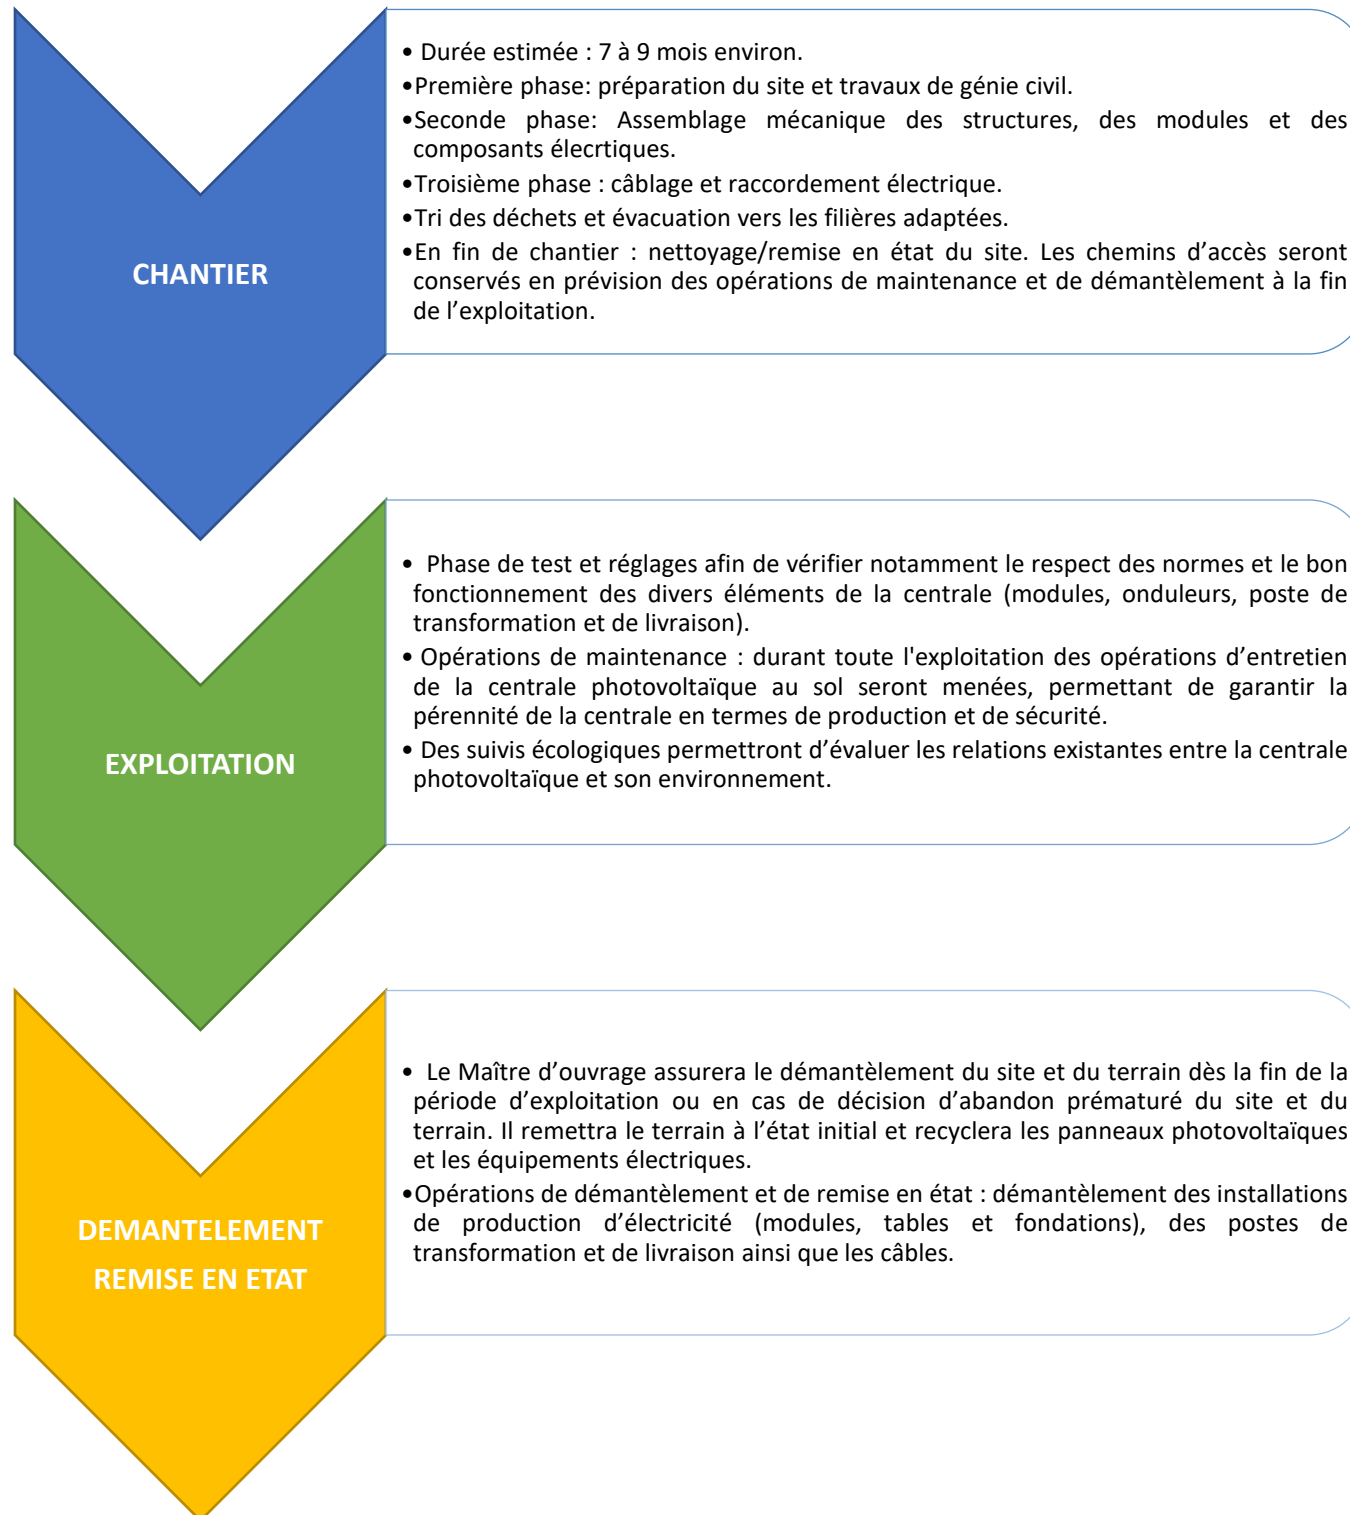 CHANTIER
• Durée estimée : 7 à 9 mois environ.
•Première phase: préparation du site et travaux de génie civil.
•Seconde phase: Assemblage mécanique des structures, des modules et des
composants élecrtiques.
•Troisième phase : câblage et raccordement électrique.
•Tri des déchets et évacuation vers les filières adaptées.
•En fin de chantier : nettoyage/remise en état du site. Les chemins d’accès seront
conservés en prévision des opérations de maintenance et de démantèlement à la fin
de l’exploitation.
EXPLOITATION
• Phase de test et réglages afin de vérifier notamment le respect des normes et le bon
fonctionnement des divers éléments de la centrale (modules, onduleurs, poste de
transformation et de livraison).
• Opérations de maintenance : durant toute l'exploitation des opérations d’entretien
de la centrale photovoltaïque au sol seront menées, permettant de garantir la
pérennité de la centrale en termes de production et de sécurité.
• Des suivis écologiques permettront d’évaluer les relations existantes entre la centrale
photovoltaïque et son environnement.
DEMANTELEMENT
REMISE EN ETAT
• Le Maître d’ouvrage assurera le démantèlement du site et du terrain dès la fin de la
période d’exploitation ou en cas de décision d’abandon prématuré du site et du
terrain. Il remettra le terrain à l’état initial et recyclera les panneaux photovoltaïques
et les équipements électriques.
•Opérations de démantèlement et de remise en état : démantèlement des installations
de production d’électricité (modules, tables et fondations), des postes de
transformation et de livraison ainsi que les câbles.